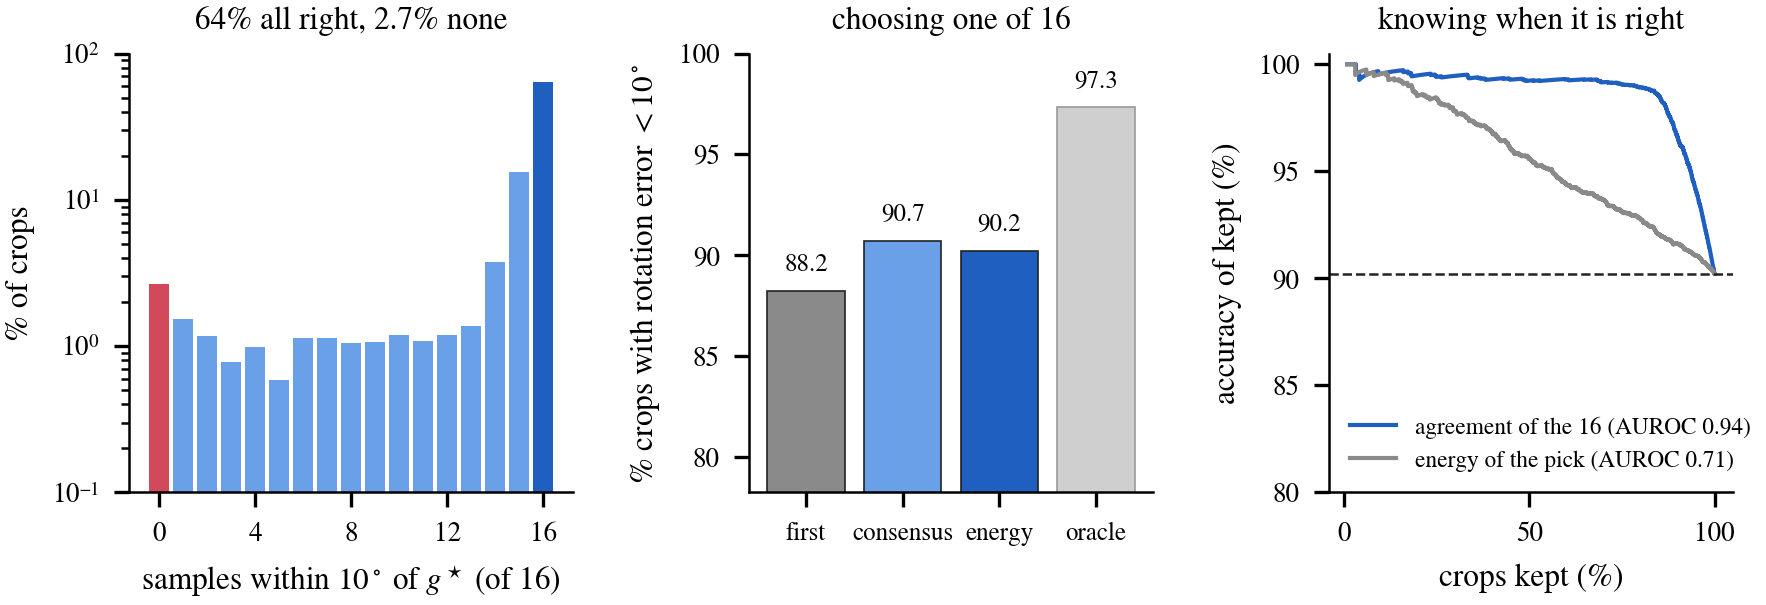 64% all right, 2.7% none
10²
10¹
10⁰
10⁻¹
% of crops
0 4 8 12 16
samples within 10° of g⋆ (of 16)
choosing one of 16
100
95
90
85
80
% crops with rotation error < 10°
88.2
90.7
90.2
97.3
first consensus energy oracle
knowing when it is right
100
95
90
85
80
accuracy of kept (%)
agreement of the 16 (AUROC 0.94)
energy of the pick (AUROC 0.71)
0 50 100
crops kept (%)